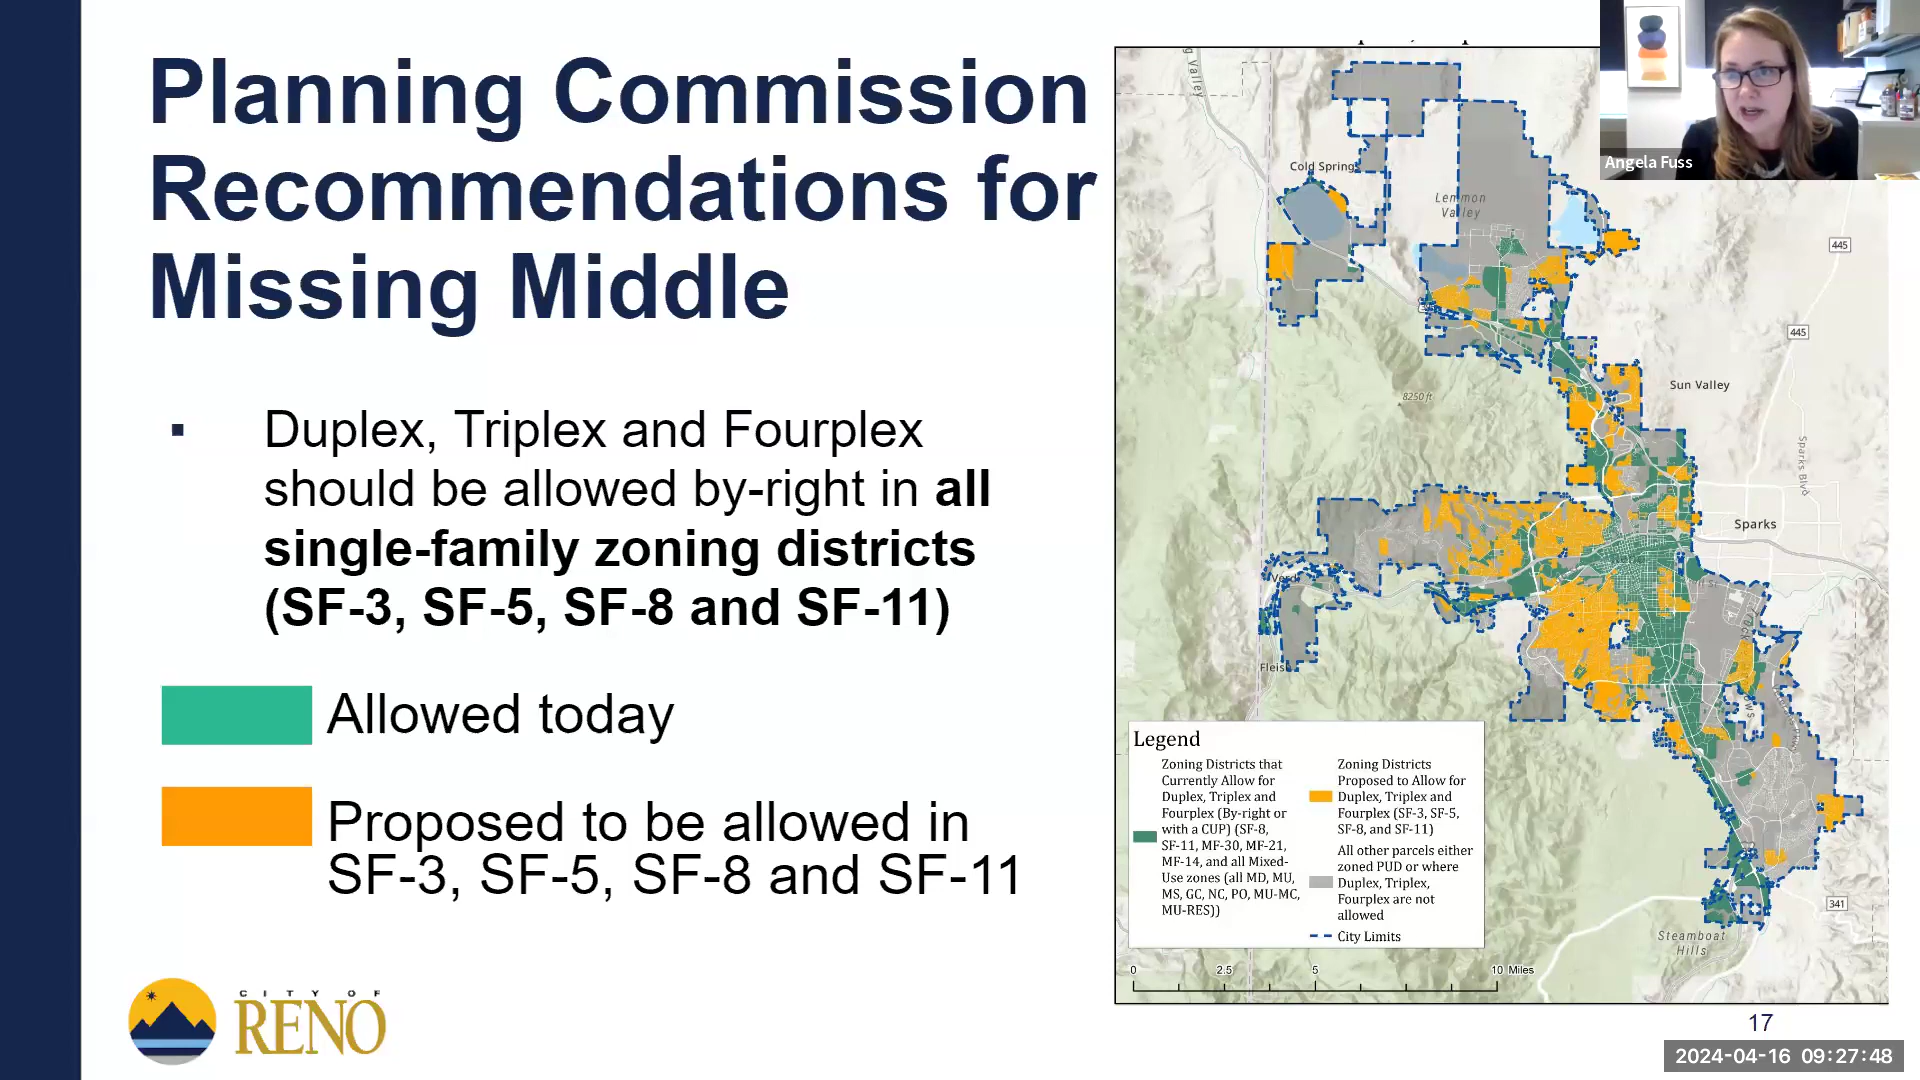 Planning Commission
Recommendations for
Missing Middle
▪ Duplex, Triplex and Fourplex
should be allowed by-right in all
single-family zoning districts
(SF-3, SF-5, SF-8 and SF-11)
Allowed today
Proposed to be allowed in
SF-3, SF-5, SF-8 and SF-11
CITY OF
RENO
Angela Fuss
Cold Springs
Lemmon
Valley
445
445
Sun Valley
8250 ft
Sparks Blvd
Sparks
Verdi
Fleis
Legend
Zoning Districts that
Currently Allow for
Duplex, Triplex and
Fourplex (By-right or
with a CUP) (SF-8,
SF-11, MF-30, MF-21,
MF-14, and all Mixed-
Use zones (all MD, MU,
MS, GC, NC, PO, MU-MC,
MU-RES))
Zoning Districts
Proposed to Allow for
Duplex, Triplex and
Fourplex (SF-3, SF-5,
SF-8, and SF-11)
All other parcels either
zoned PUD or where
Duplex, Triplex,
Fourplex are not
allowed
City Limits
341
Steamboat
Hills
0 2.5 5 10 Miles
17
2024-04-16 09:27:48